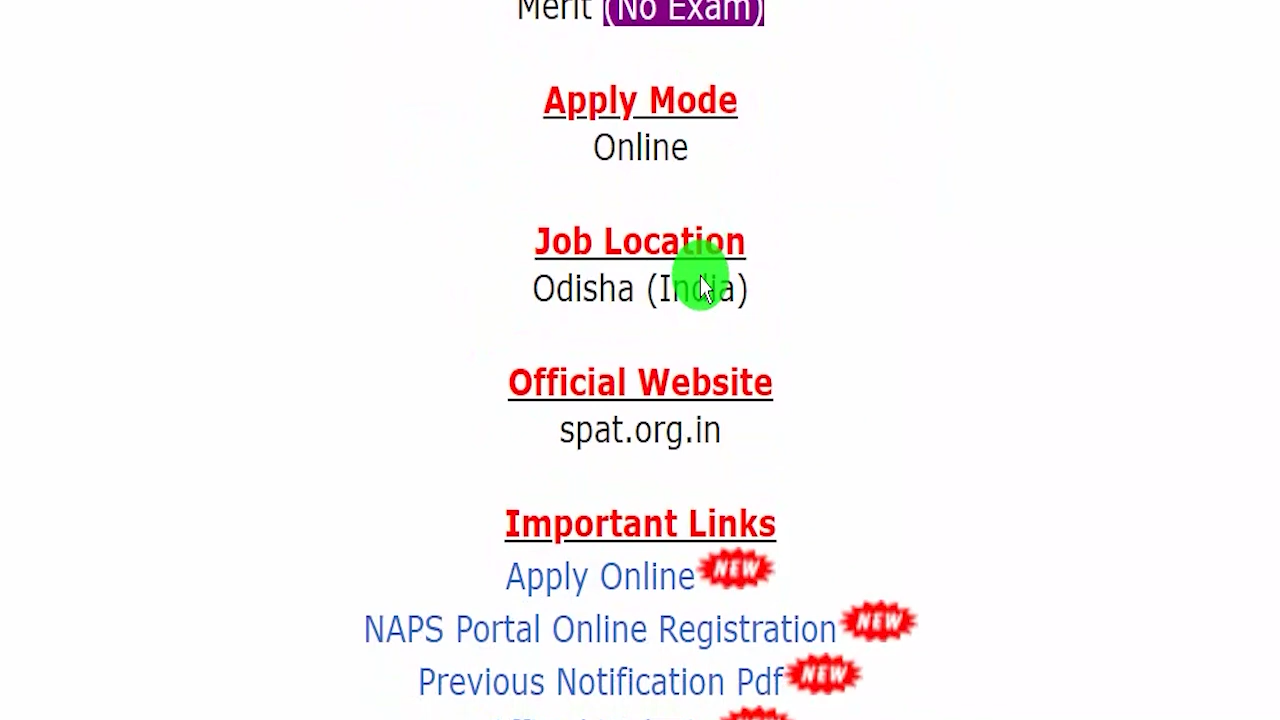 Merit (No Exam)
Apply Mode
Online
Job Location
Odisha (India)
Official Website
spat.org.in
Important Links
Apply Online NEW
NAPS Portal Online Registration NEW
Previous Notification Pdf NEW